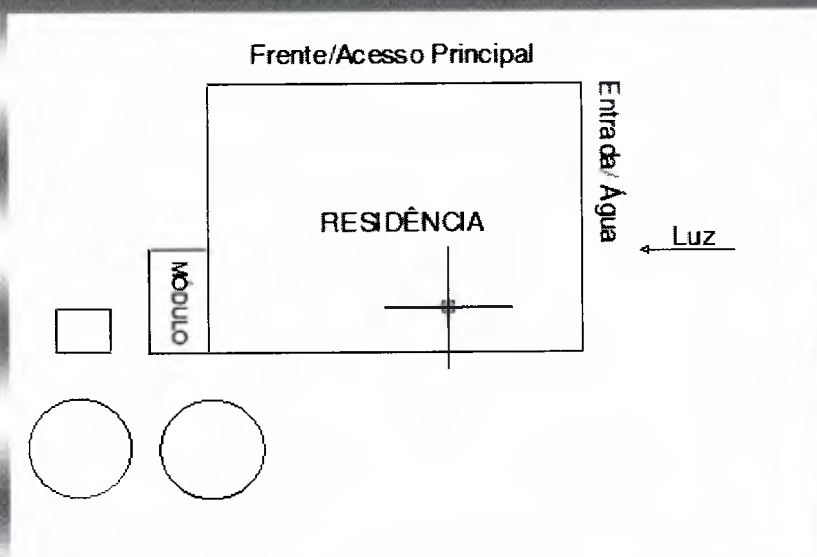 Frente/Acesso Principal
Entrada/ Água
RESIDÊNCIA
Luz
MÓDULO